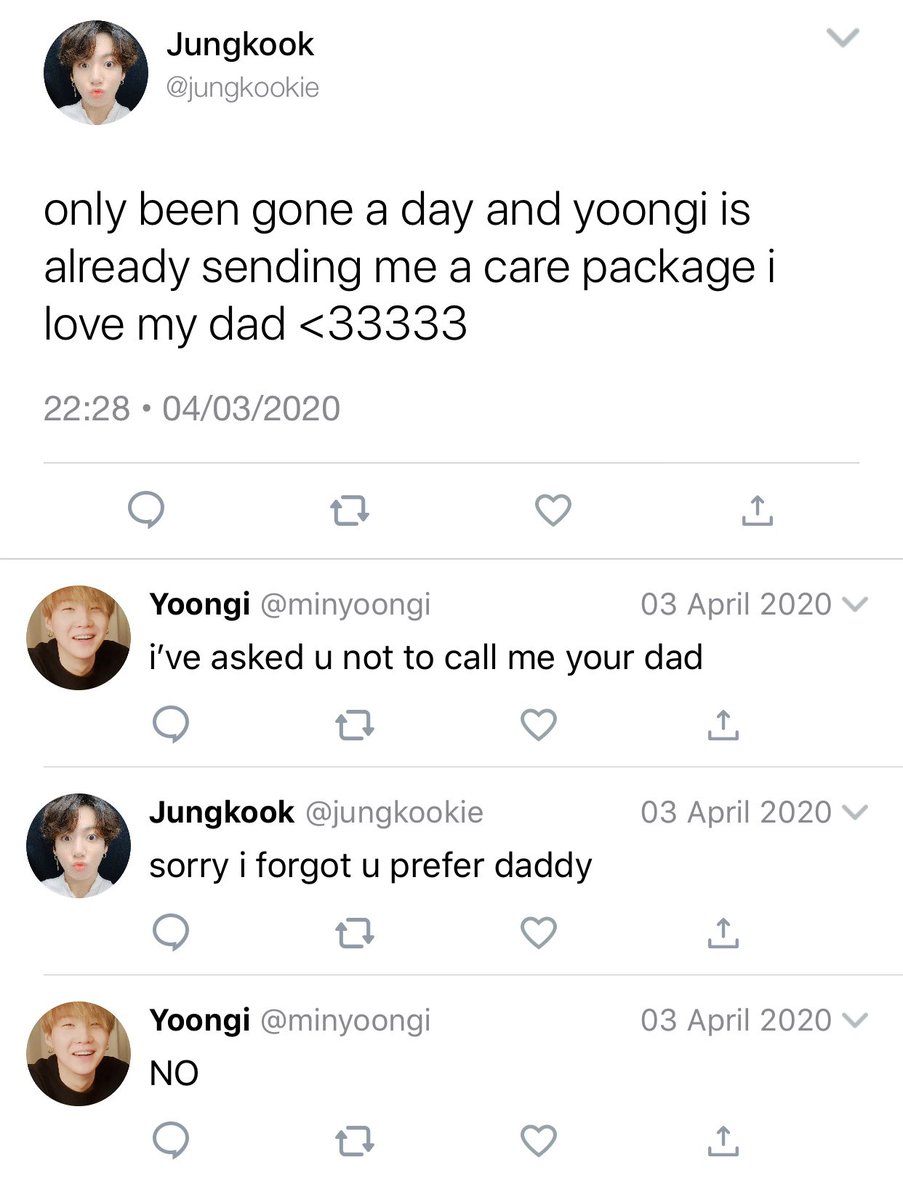 Jungkook
@jungkookie
only been gone a day and yoongi is
already sending me a care package i
love my dad <33333
22:28 • 04/03/2020
Yoongi @minyoongi 03 April 2020
i've asked u not to call me your dad
Jungkook @jungkookie 03 April 2020
sorry i forgot u prefer daddy
Yoongi @minyoongi 03 April 2020
NO